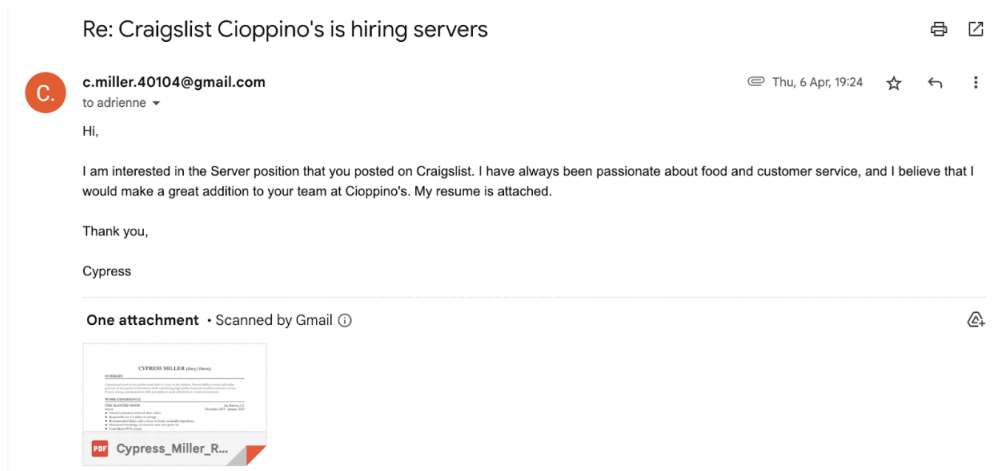 Re: Craigslist Cioppino's is hiring servers
C.
c.miller.40104@gmail.com
Thu, 6 Apr, 19:24
to adrienne
Hi,
I am interested in the Server position that you posted on Craigslist. I have always been passionate about food and customer service, and I believe that I
would make a great addition to your team at Cioppino's. My resume is attached.
Thank you,
Cypress
One attachment • Scanned by Gmail
CYPRESS MILLER (they/them)
SUMMARY
WORK EXPERIENCE
PDF Cypress_Miller_R...